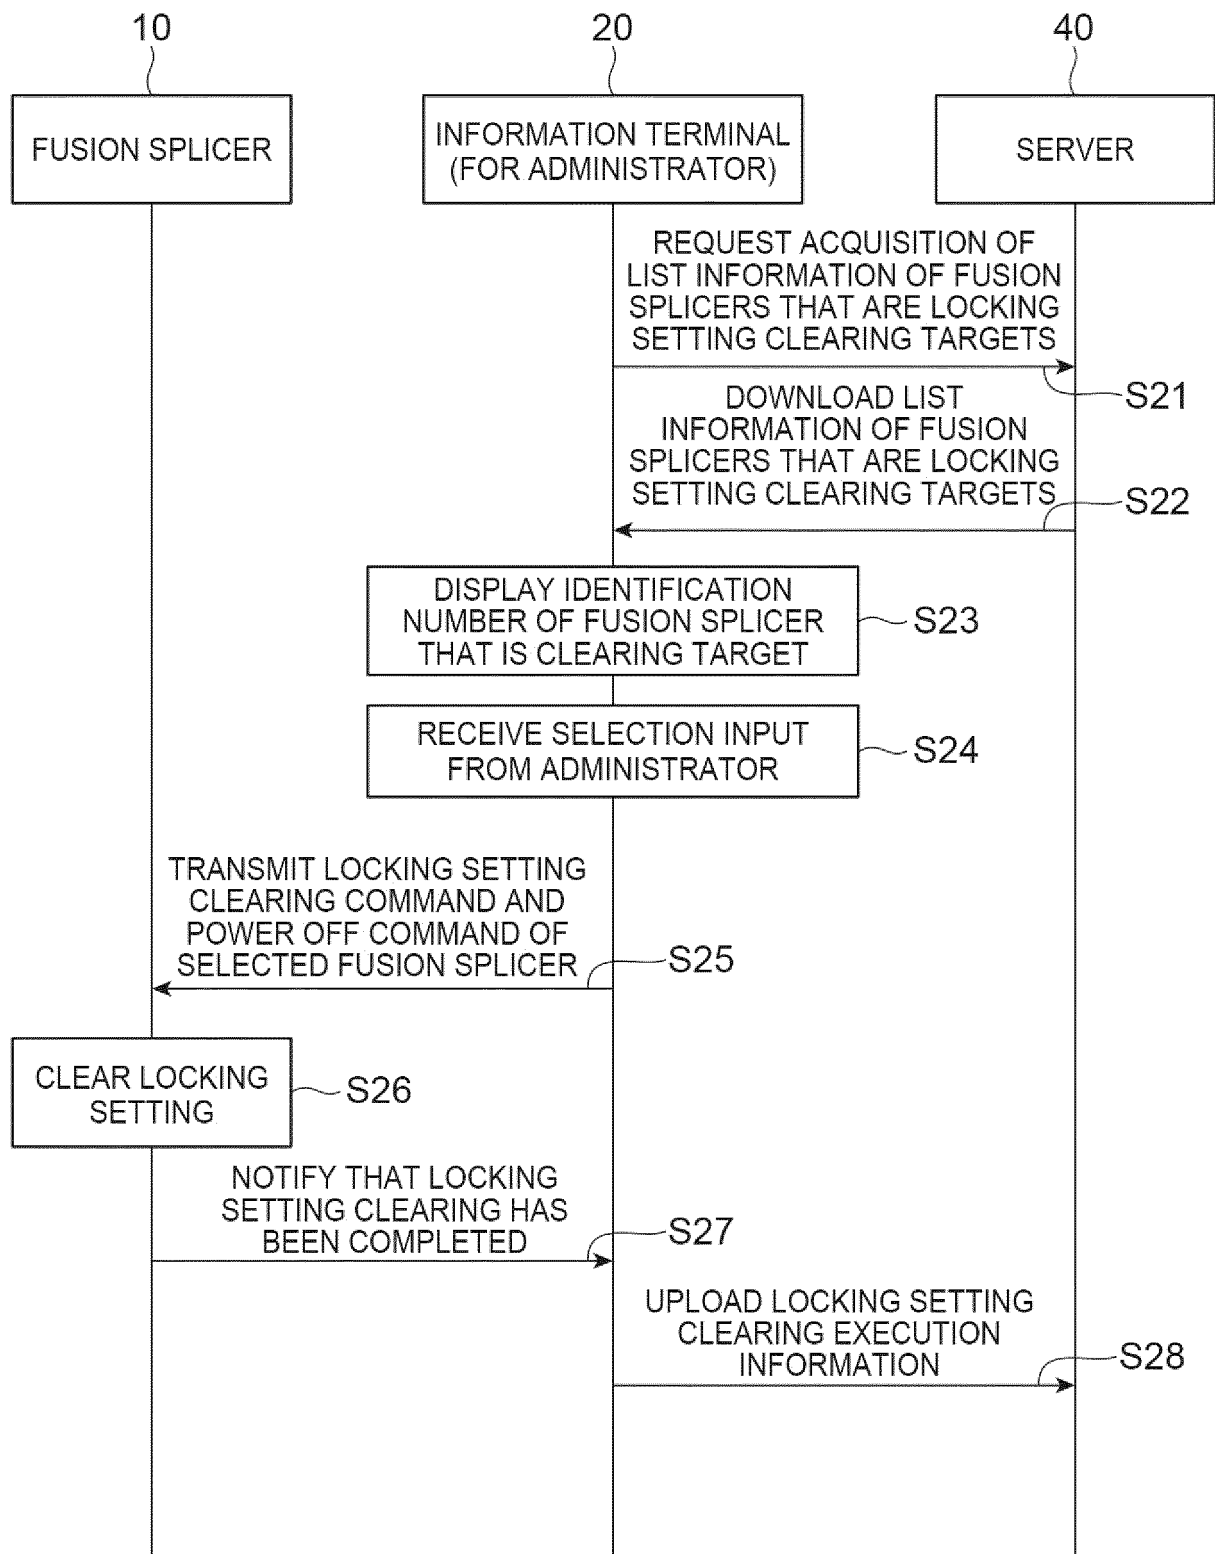 10
20
40
FUSION SPLICER
INFORMATION TERMINAL
(FOR ADMINISTRATOR)
SERVER
REQUEST ACQUISITION OF
LIST INFORMATION OF FUSION
SPLICERS THAT ARE LOCKING
SETTING CLEARING TARGETS
S21
DOWNLOAD LIST
INFORMATION OF FUSION
SPLICERS THAT ARE LOCKING
SETTING CLEARING TARGETS
S22
DISPLAY IDENTIFICATION
NUMBER OF FUSION SPLICER
THAT IS CLEARING TARGET
S23
RECEIVE SELECTION INPUT
FROM ADMINISTRATOR
S24
TRANSMIT LOCKING SETTING
CLEARING COMMAND AND
POWER OFF COMMAND OF
SELECTED FUSION SPLICER
S25
CLEAR LOCKING
SETTING
S26
NOTIFY THAT LOCKING
SETTING CLEARING HAS
BEEN COMPLETED
S27
UPLOAD LOCKING SETTING
CLEARING EXECUTION
INFORMATION
S28